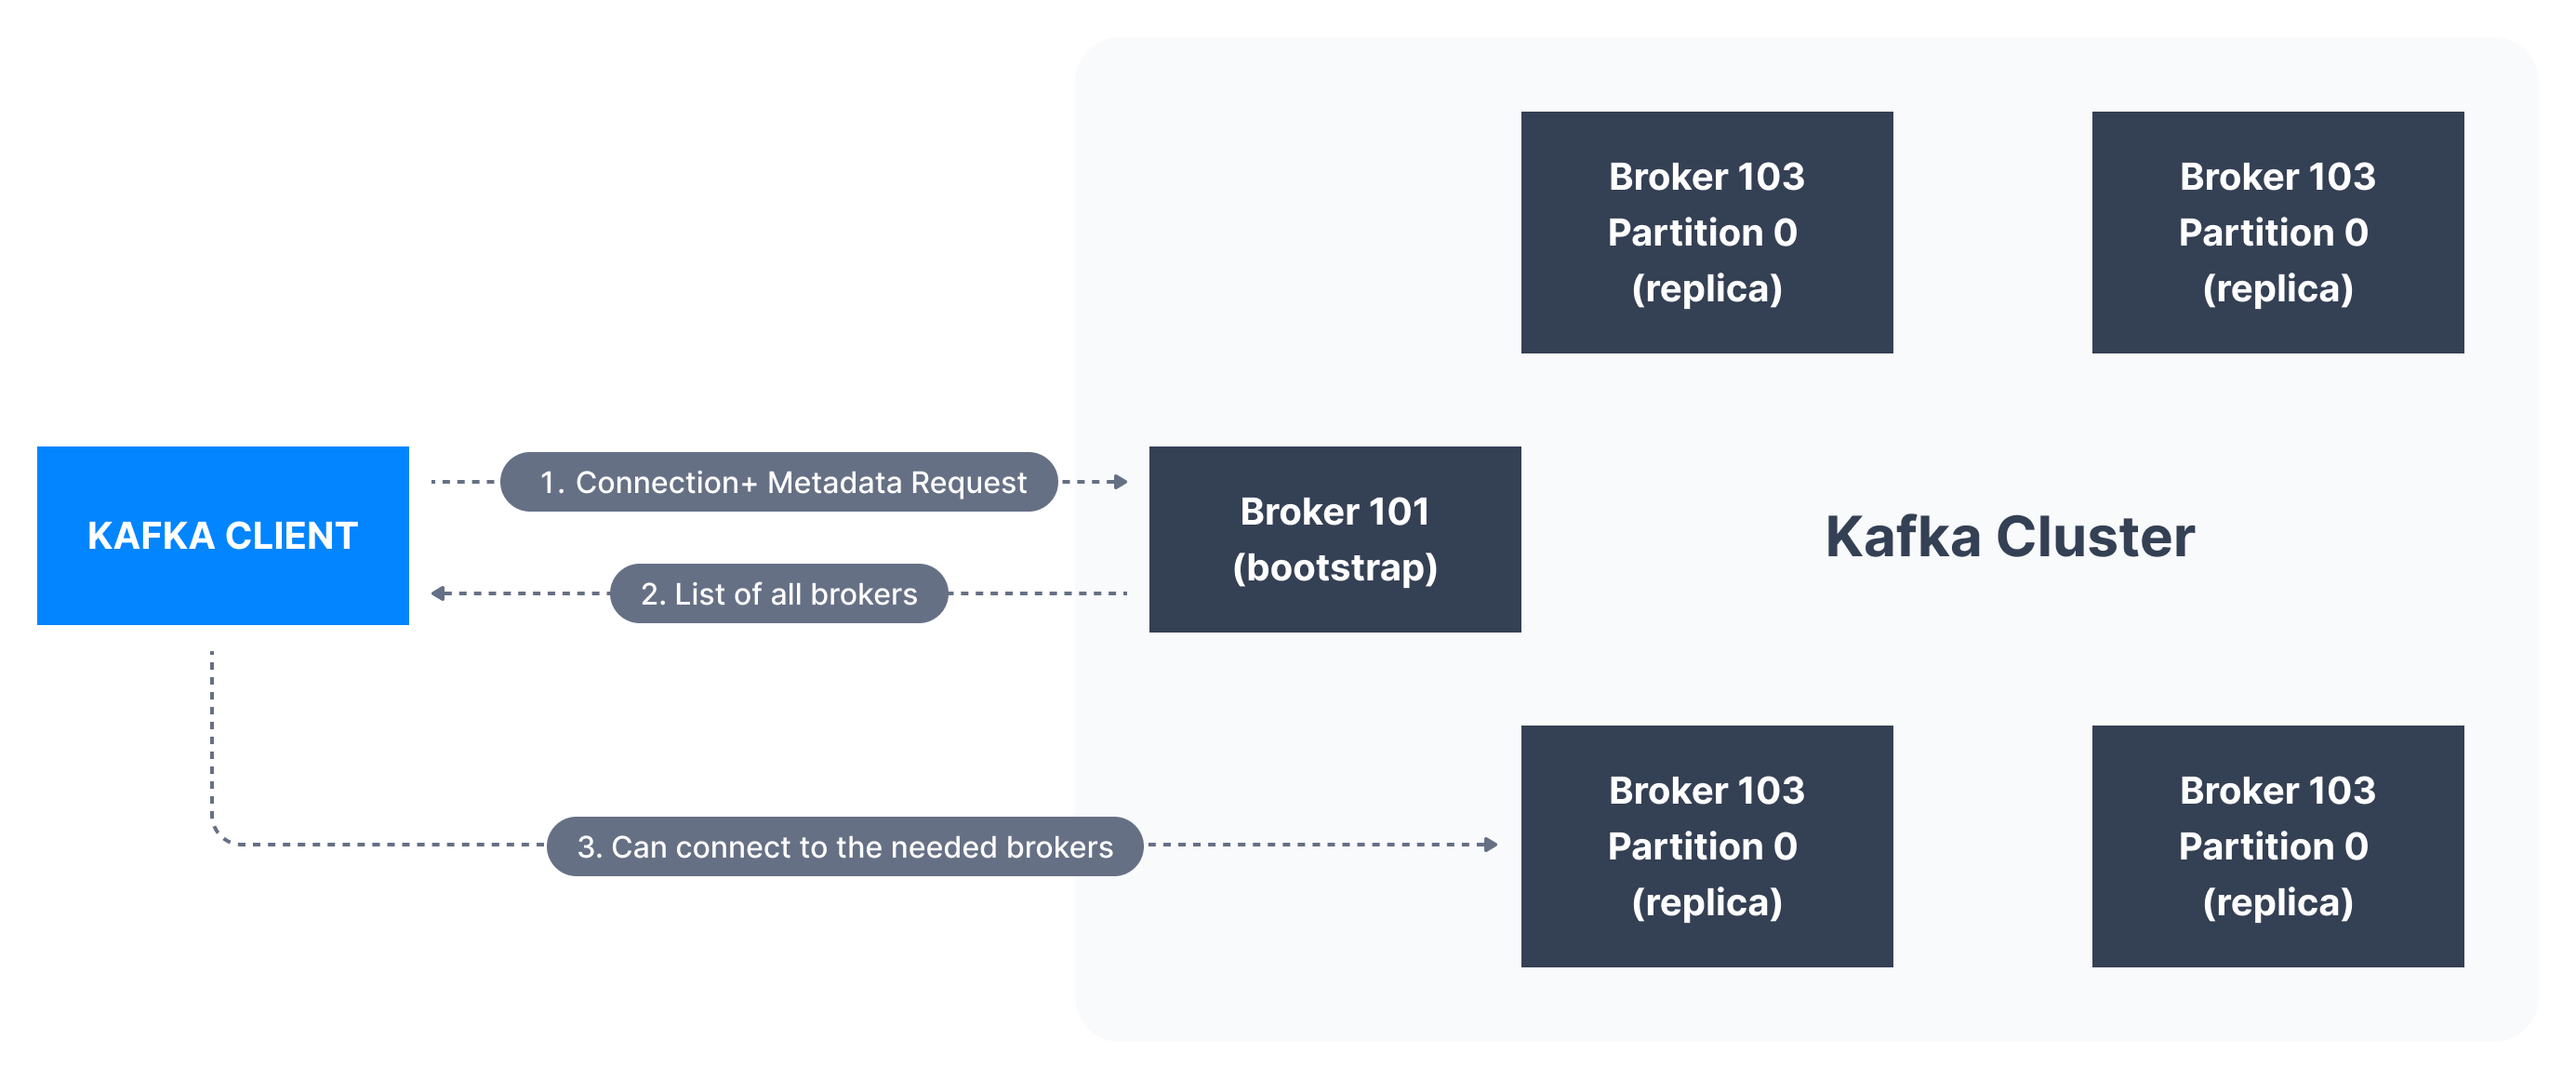 Broker 103
Partition 0
(replica)
Broker 103
Partition 0
(replica)
KAFKA CLIENT
1. Connection+ Metadata Request
2. List of all brokers
Broker 101
(bootstrap)
Kafka Cluster
3. Can connect to the needed brokers
Broker 103
Partition 0
(replica)
Broker 103
Partition 0
(replica)